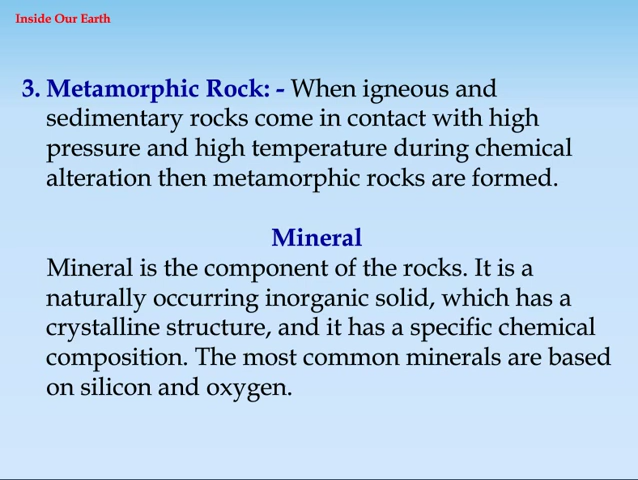 Inside Our Earth
3. Metamorphic Rock: - When igneous and
sedimentary rocks come in contact with high
pressure and high temperature during chemical
alteration then metamorphic rocks are formed.
Mineral
Mineral is the component of the rocks. It is a
naturally occurring inorganic solid, which has a
crystalline structure, and it has a specific chemical
composition. The most common minerals are based
on silicon and oxygen.